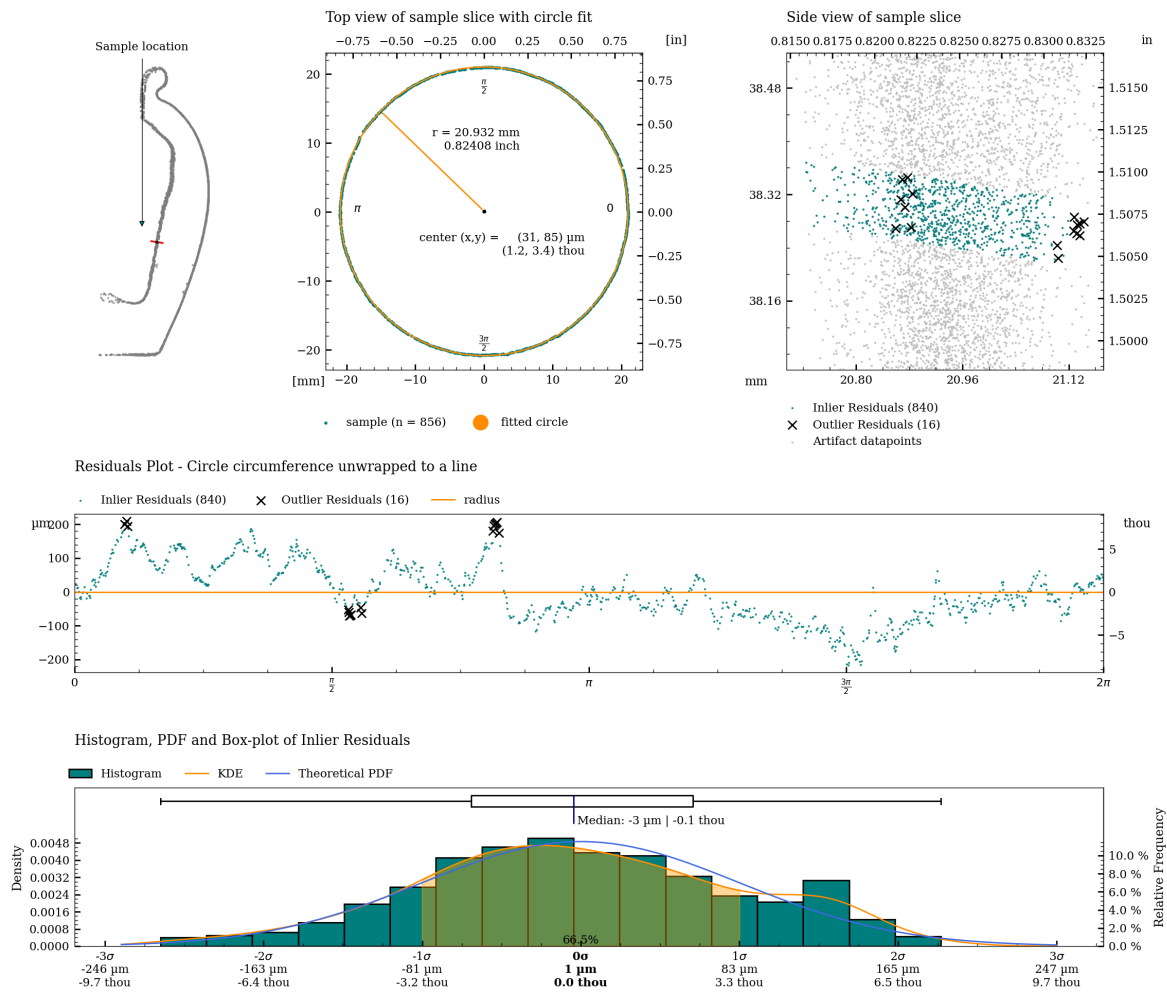 Top view of sample slice with circle fit
Side view of sample slice
Sample location
−0.75 −0.50 −0.25 0.00 0.25 0.50 0.75 [in]
0.8150 0.8175 0.8200 0.8225 0.8250 0.8275 0.8300 0.8325 in
20
10
0
−10
−20
0.75
0.50
0.25
0.00
−0.25
−0.50
−0.75
π/2
r = 20.932 mm
0.82408 inch
π
0
center (x,y) = (31, 85) µm
(1.2, 3.4) thou
3π/2
[mm] −20 −10 0 10 20
38.48
38.32
38.16
1.5150
1.5125
1.5100
1.5075
1.5050
1.5025
1.5000
mm 20.80 20.96 21.12
sample (n = 856) fitted circle
Inlier Residuals (840)
Outlier Residuals (16)
Artifact datapoints
Residuals Plot - Circle circumference unwrapped to a line
Inlier Residuals (840) Outlier Residuals (16) radius
µm
200
100
0
−100
−200
thou
5
0
−5
0 π/2 π 3π/2 2π
Histogram, PDF and Box-plot of Inlier Residuals
Histogram KDE Theoretical PDF
Median: -3 µm | -0.1 thou
Density
0.0048
0.0040
0.0032
0.0024
0.0016
0.0008
0.0000
Relative Frequency
10.0 %
8.0 %
6.0 %
4.0 %
2.0 %
0.0 %
66.5%
-3σ -2σ -1σ 0σ 1σ 2σ 3σ
-246 µm -163 µm -81 µm 1 µm 83 µm 165 µm 247 µm
-9.7 thou -6.4 thou -3.2 thou 0.0 thou 3.3 thou 6.5 thou 9.7 thou